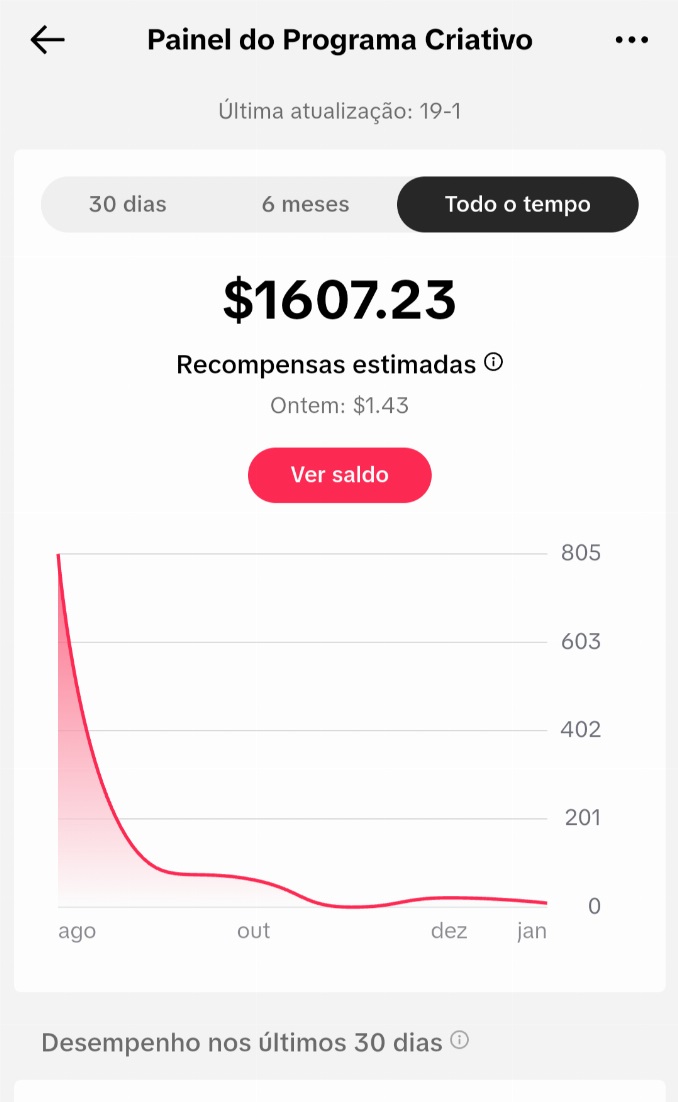 Painel do Programa Criativo
Última atualização: 19-1
30 dias 6 meses Todo o tempo
$1607.23
Recompensas estimadas
Ontem: $1.43
Ver saldo
805
603
402
201
0
ago out dez jan
Desempenho nos últimos 30 dias